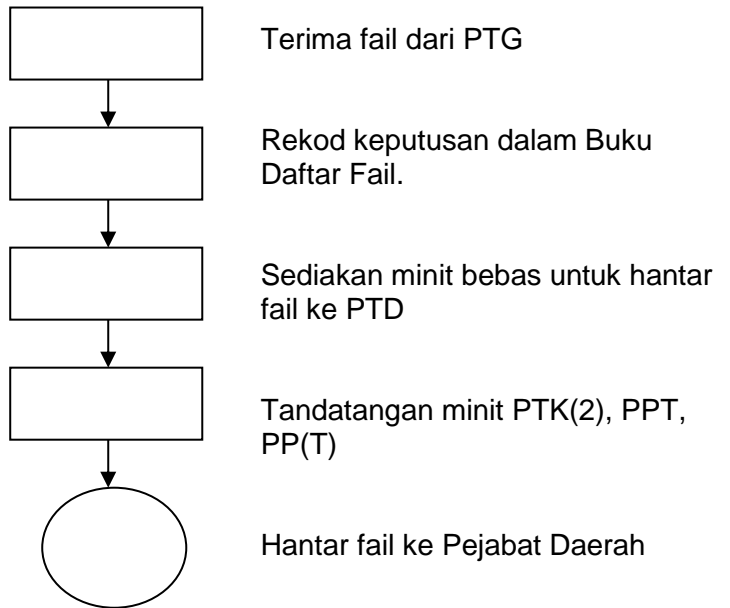 Terima fail dari PTG
Rekod keputusan dalam Buku
Daftar Fail.
Sediakan minit bebas untuk hantar
fail ke PTD
Tandatangan minit PTK(2), PPT,
PP(T)
Hantar fail ke Pejabat Daerah